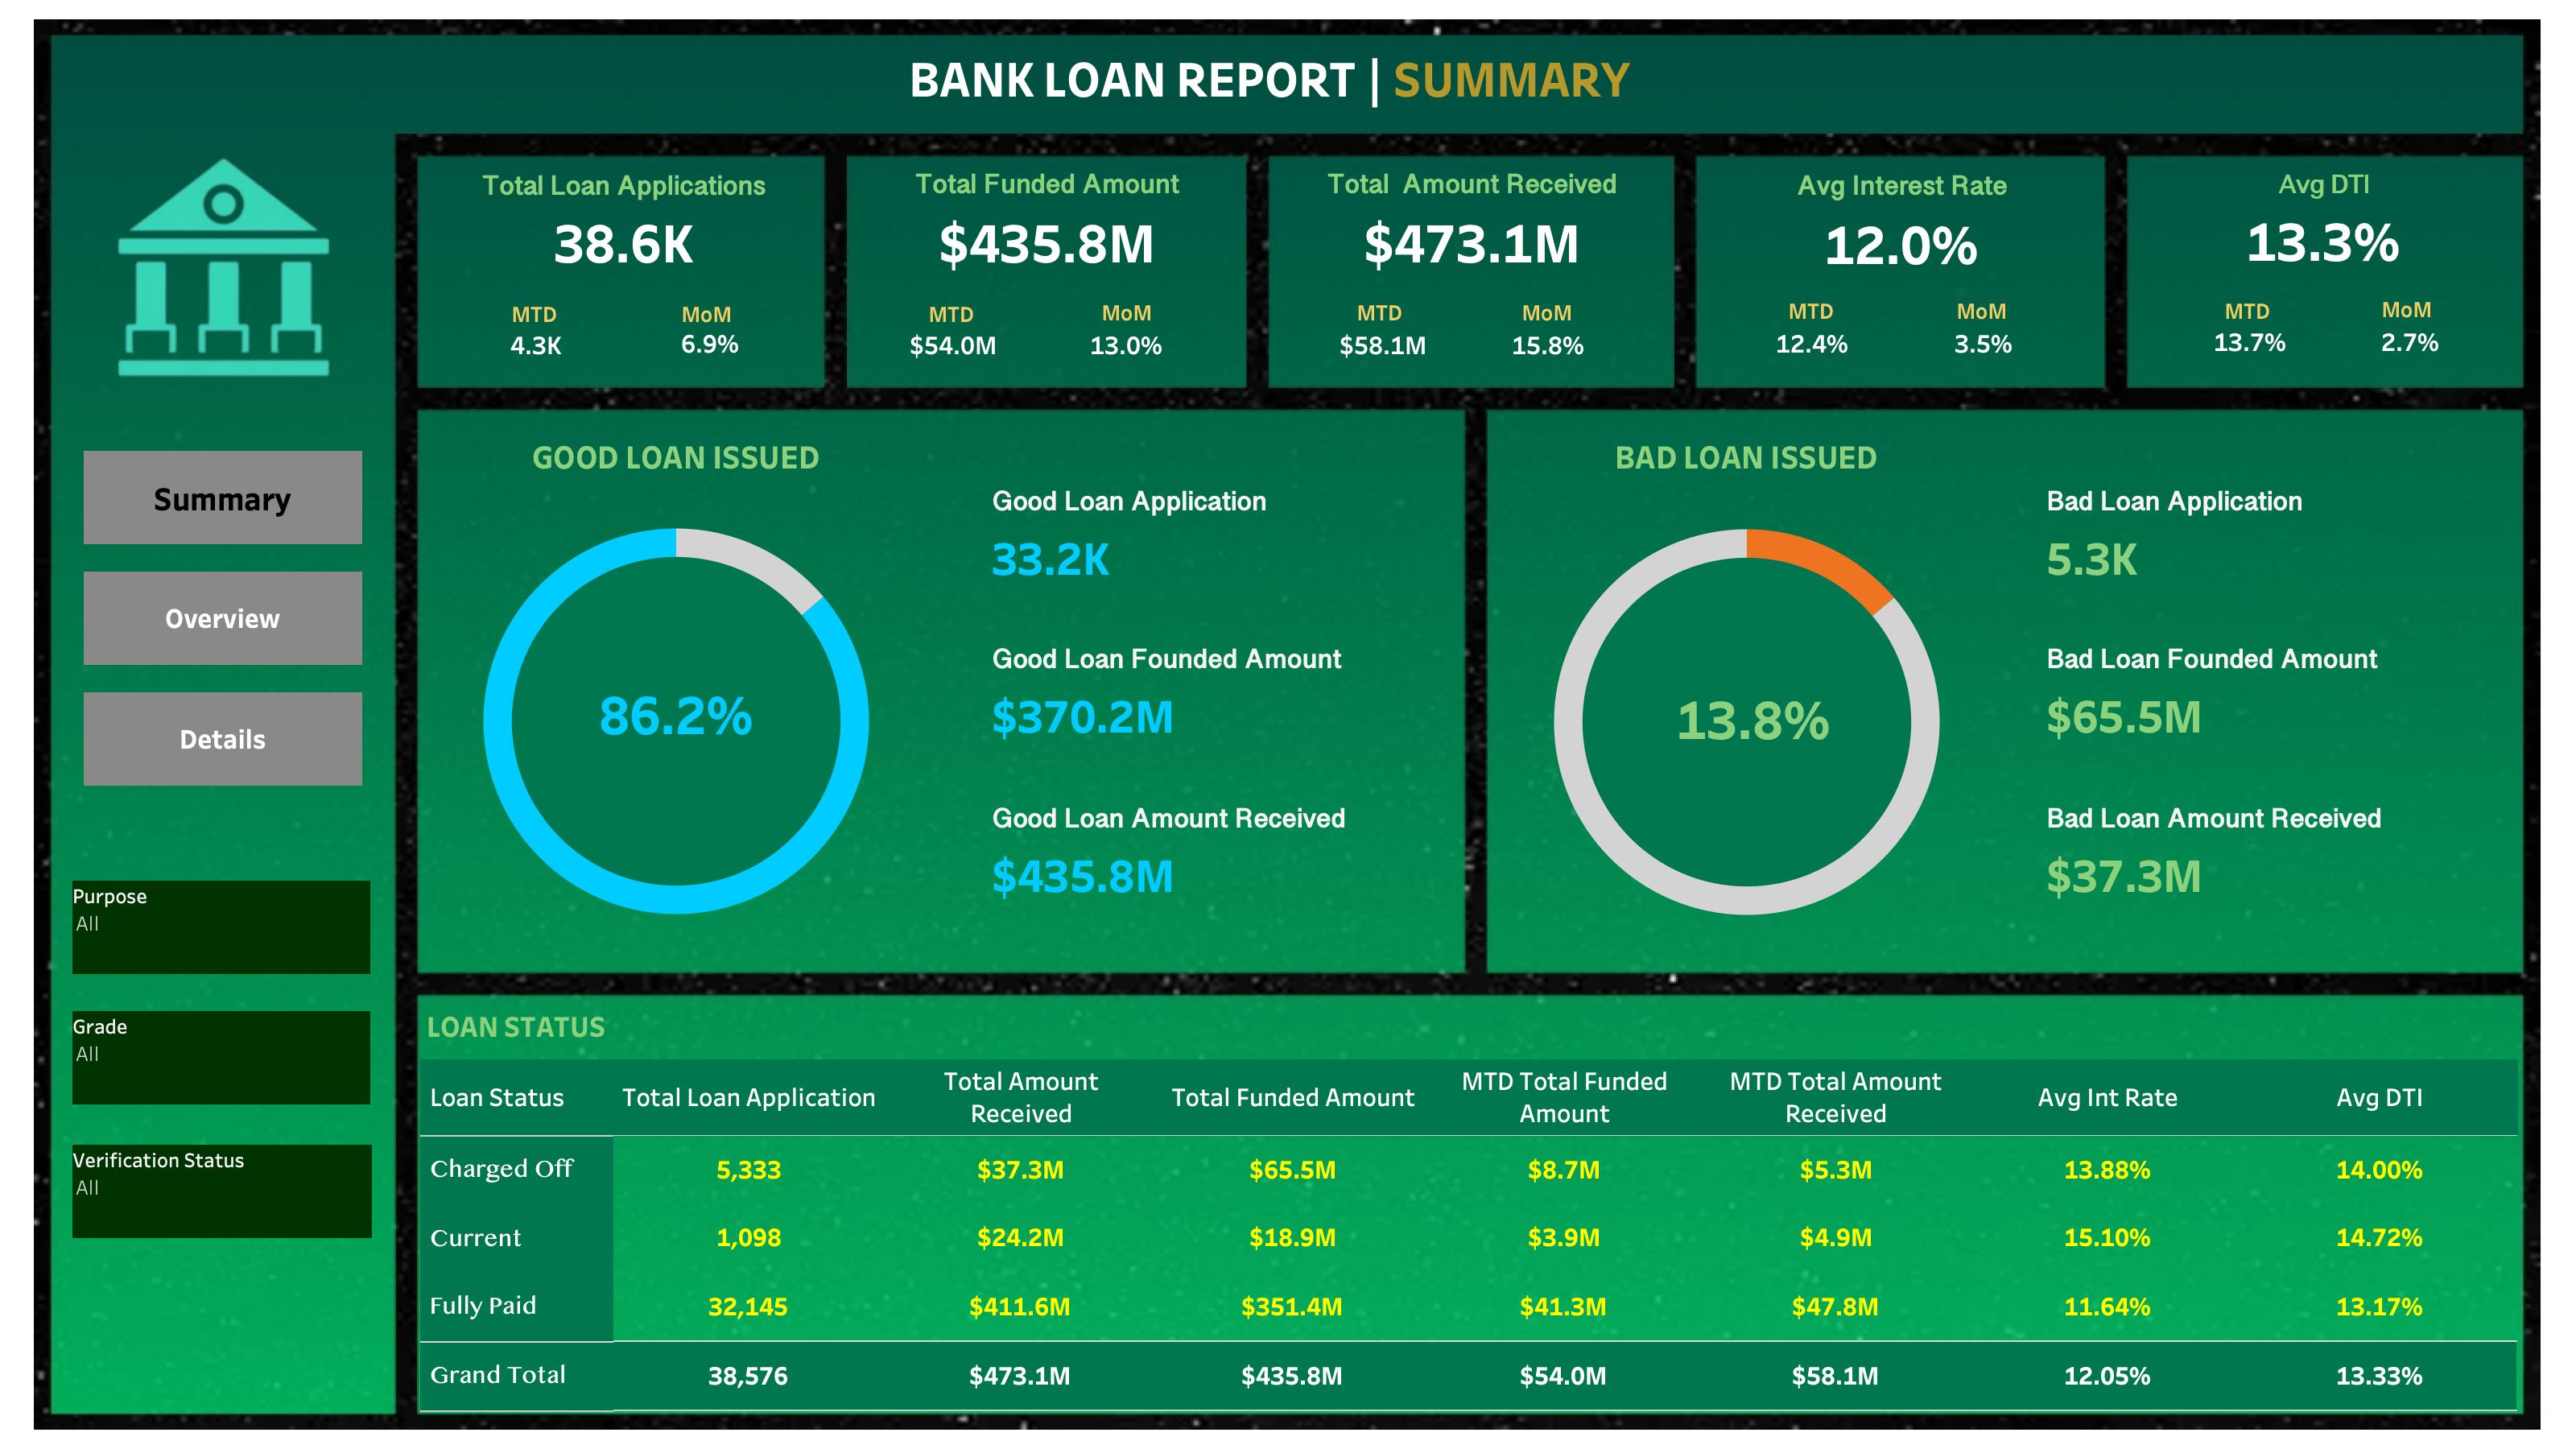 BANK LOAN REPORT | SUMMARY
Total Loan Applications
38.6K
MTD MoM
4.3K 6.9%
Total Funded Amount
$435.8M
MTD MoM
$54.0M 13.0%
Total  Amount Received
$473.1M
MTD MoM
$58.1M 15.8%
Avg Interest Rate
12.0%
MTD MoM
12.4% 3.5%
Avg DTI
13.3%
MTD MoM
13.7% 2.7%
Summary
Overview
Details
Purpose
All
Grade
All
Verification Status
All
GOOD LOAN ISSUED
86.2%
Good Loan Application
33.2K
Good Loan Founded Amount
$370.2M
Good Loan Amount Received
$435.8M
BAD LOAN ISSUED
13.8%
Bad Loan Application
5.3K
Bad Loan Founded Amount
$65.5M
Bad Loan Amount Received
$37.3M
LOAN STATUS
Loan Status Total Loan Application Total Amount Received Total Funded Amount MTD Total Funded Amount MTD Total Amount Received Avg Int Rate Avg DTI
Charged Off 5,333 $37.3M $65.5M $8.7M $5.3M 13.88% 14.00%
Current 1,098 $24.2M $18.9M $3.9M $4.9M 15.10% 14.72%
Fully Paid 32,145 $411.6M $351.4M $41.3M $47.8M 11.64% 13.17%
Grand Total 38,576 $473.1M $435.8M $54.0M $58.1M 12.05% 13.33%